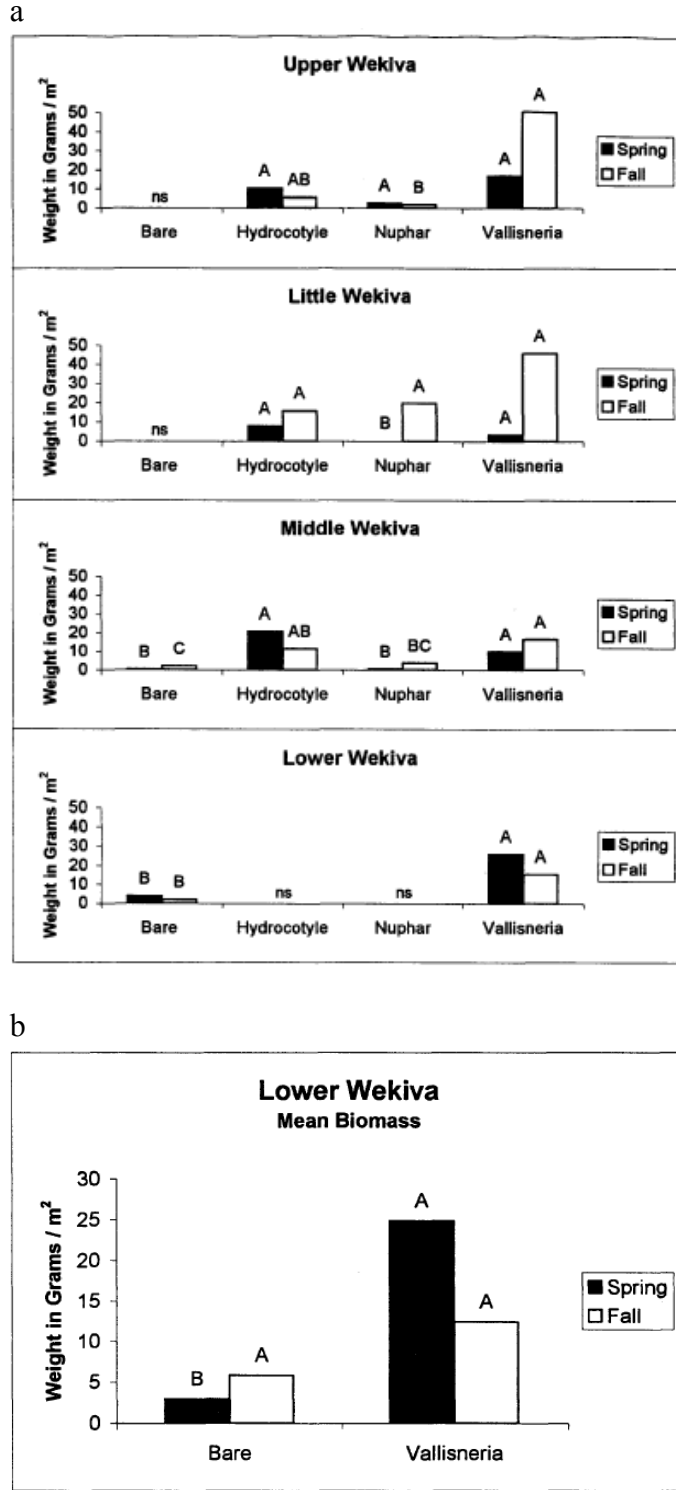 a
Upper Wekiva
Weight in Grams / m²
50
40
30
20
10
0
ns
A
AB
A
B
A
A
Bare
Hydrocotyle
Nuphar
Vallisneria
Spring
Fall
Little Wekiva
Weight in Grams / m²
50
40
30
20
10
0
ns
A
A
B
A
A
A
Bare
Hydrocotyle
Nuphar
Vallisneria
Spring
Fall
Middle Wekiva
Weight in Grams / m²
50
40
30
20
10
0
B
C
A
AB
B
BC
A
A
Bare
Hydrocotyle
Nuphar
Vallisneria
Spring
Fall
Lower Wekiva
Weight in Grams / m²
50
40
30
20
10
0
B
B
ns
ns
A
A
Bare
Hydrocotyle
Nuphar
Vallisneria
Spring
Fall
b
Lower Wekiva
Mean Biomass
Weight in Grams / m²
30
25
20
15
10
5
0
B
A
A
A
Bare
Vallisneria
Spring
Fall